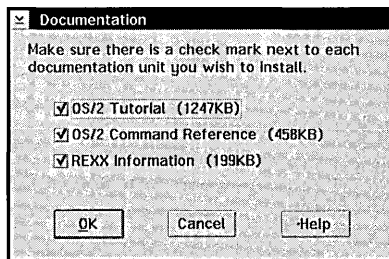 Documentation
Make sure there is a check mark next to each
documentation unit you wish to install.
OS/2 Tutorial (1247KB)
OS/2 Command Reference (458KB)
REXX Information (199KB)
OK Cancel Help